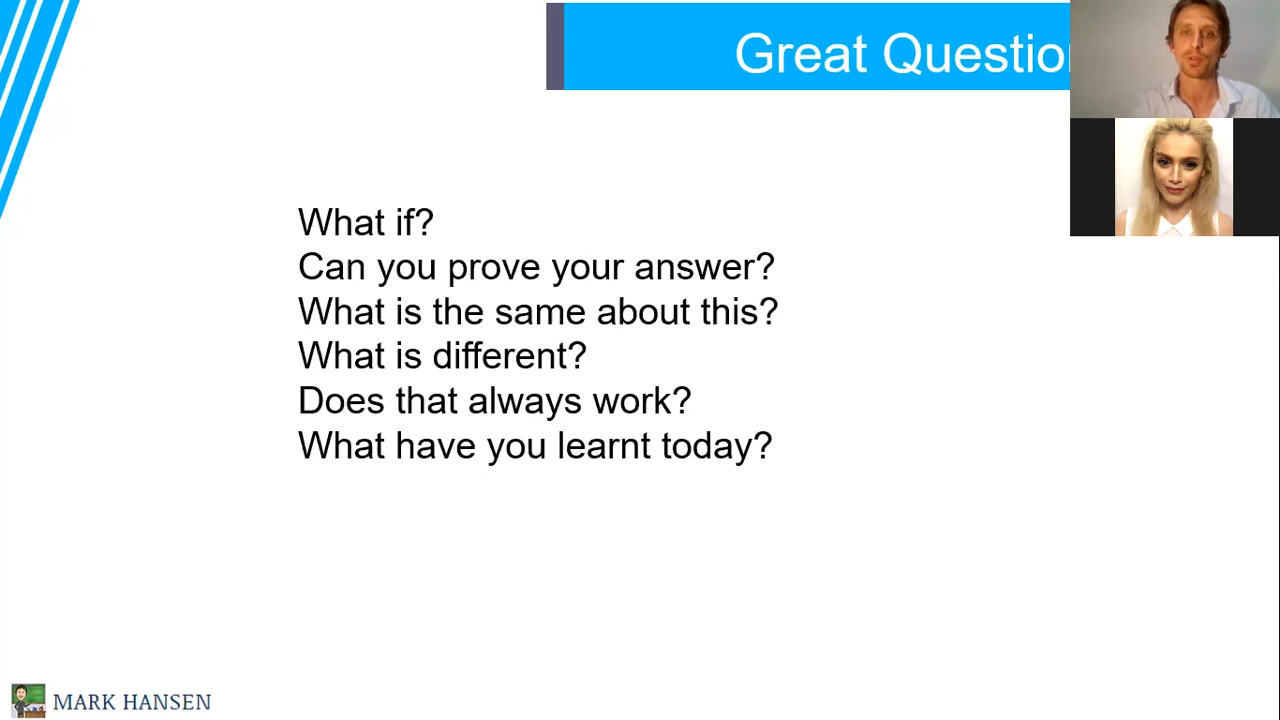 Great Questio
What if?
Can you prove your answer?
What is the same about this?
What is different?
Does that always work?
What have you learnt today?
MARK HANSEN